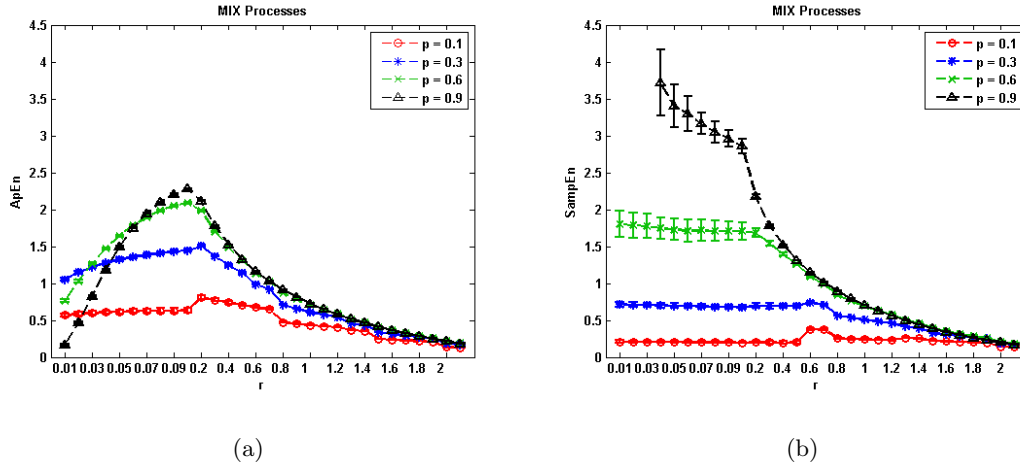 MIX Processes
ApEn
4.5
4
3.5
3
2.5
2
1.5
1
0.5
0
0.01 0.03 0.05 0.07 0.09 0.2 0.4 0.6 0.8 1 1.2 1.4 1.6 1.8 2
r
p = 0.1
p = 0.3
p = 0.6
p = 0.9
(a)
MIX Processes
SampEn
4.5
4
3.5
3
2.5
2
1.5
1
0.5
0
0.01 0.03 0.05 0.07 0.09 0.2 0.4 0.6 0.8 1 1.2 1.4 1.6 1.8 2
r
p = 0.1
p = 0.3
p = 0.6
p = 0.9
(b)